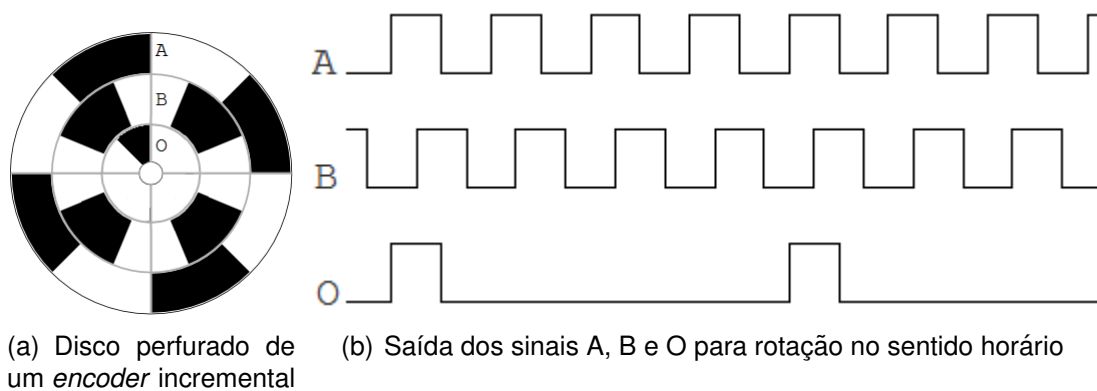 A
B
O
A
B
O
(a) Disco perfurado de
um encoder incremental
(b) Saída dos sinais A, B e O para rotação no sentido horário